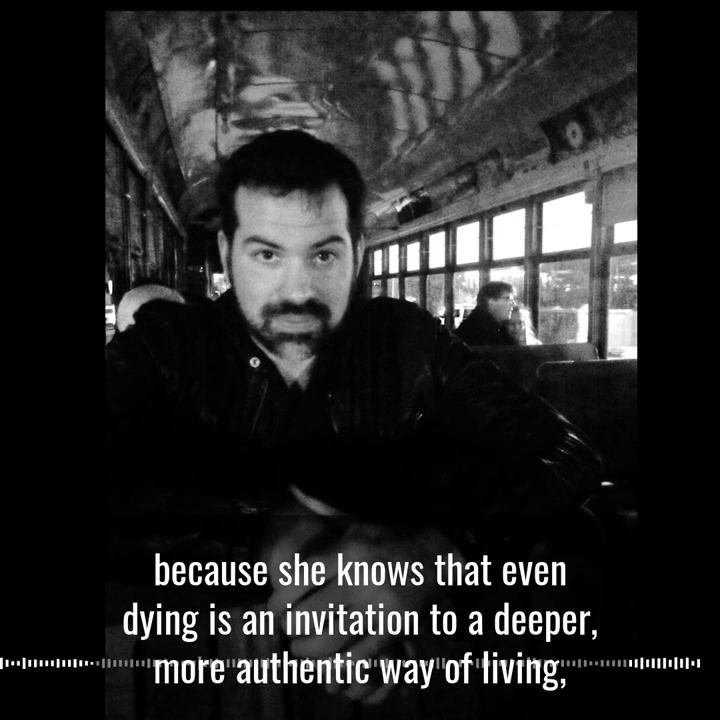 because she knows that even
dying is an invitation to a deeper,
more authentic way of living,